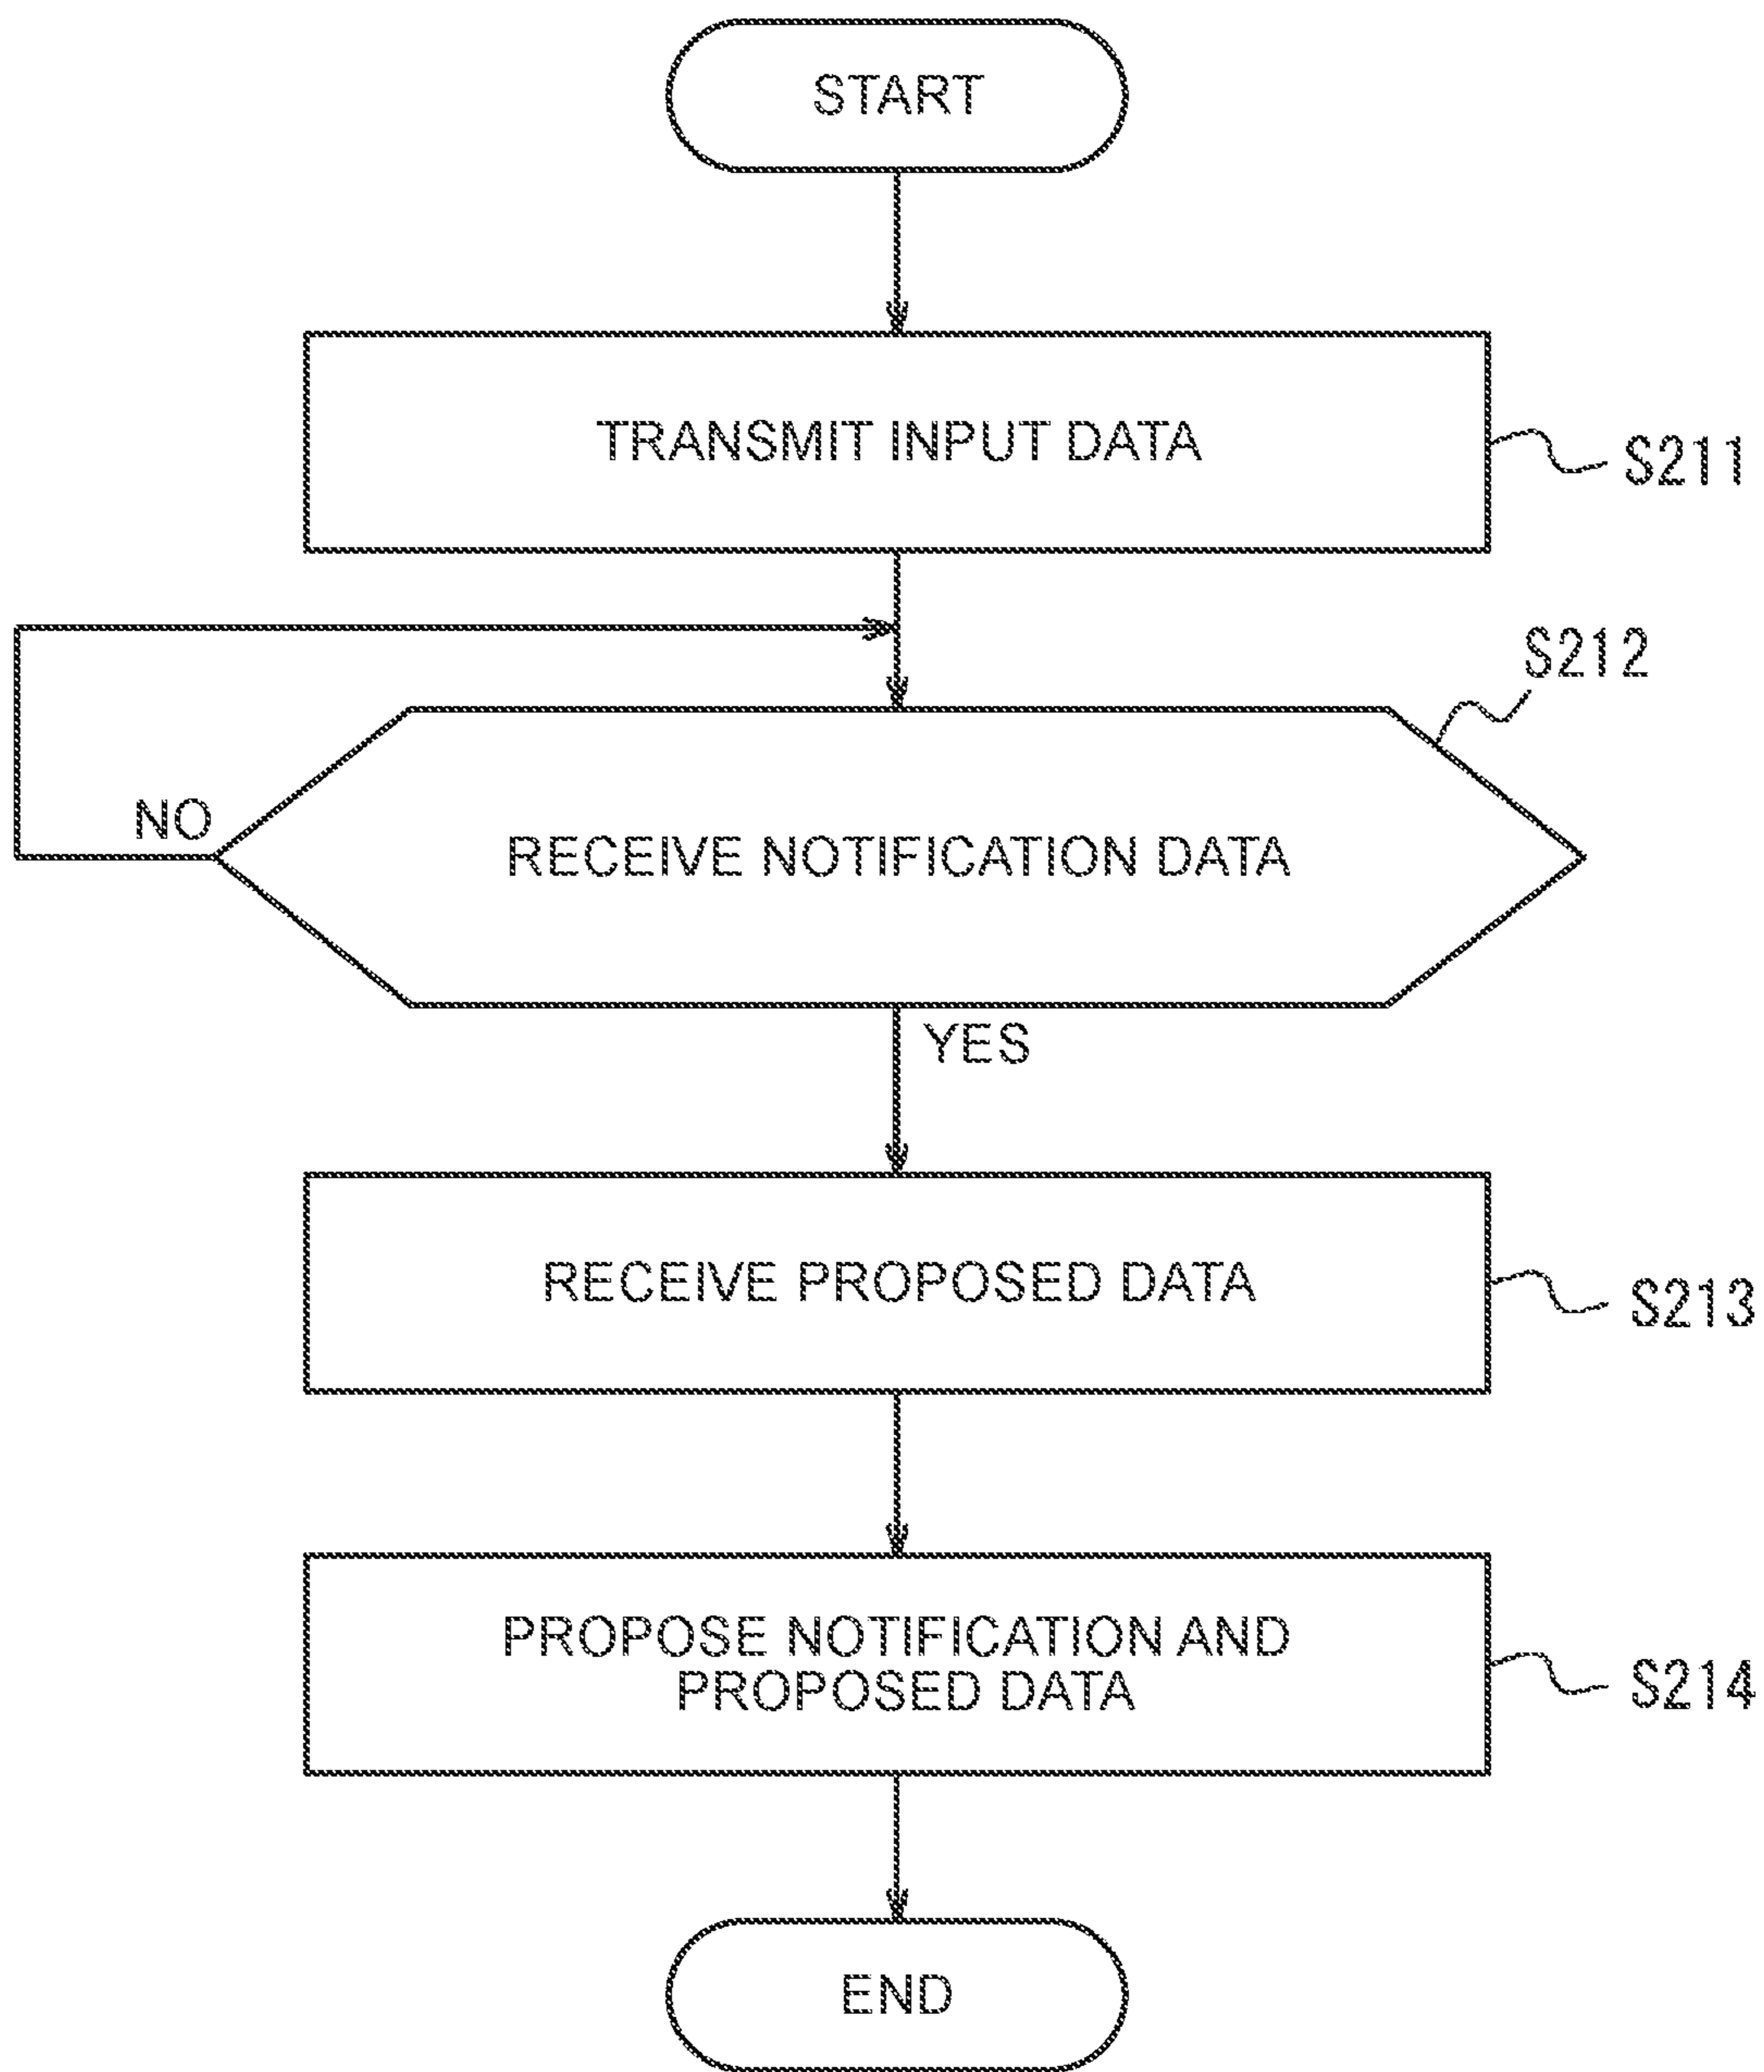 START
TRANSMIT INPUT DATA
S211
S212
NO
RECEIVE NOTIFICATION DATA
YES
RECEIVE PROPOSED DATA
S213
PROPOSE NOTIFICATION AND
PROPOSED DATA
S214
END